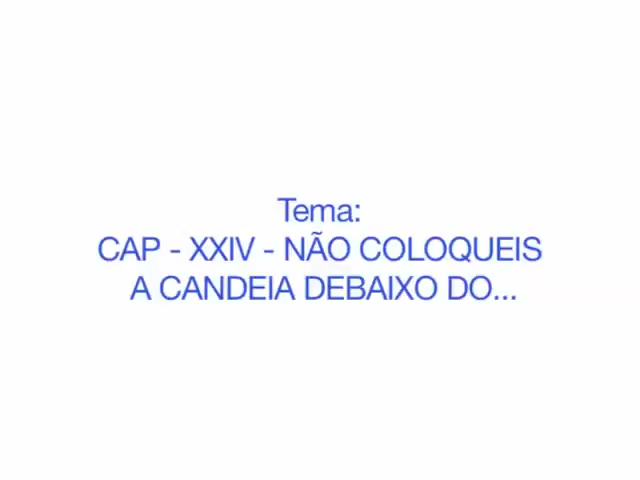 Tema:
CAP - XXIV - NÃO COLOQUEIS
A CANDEIA DEBAIXO DO...